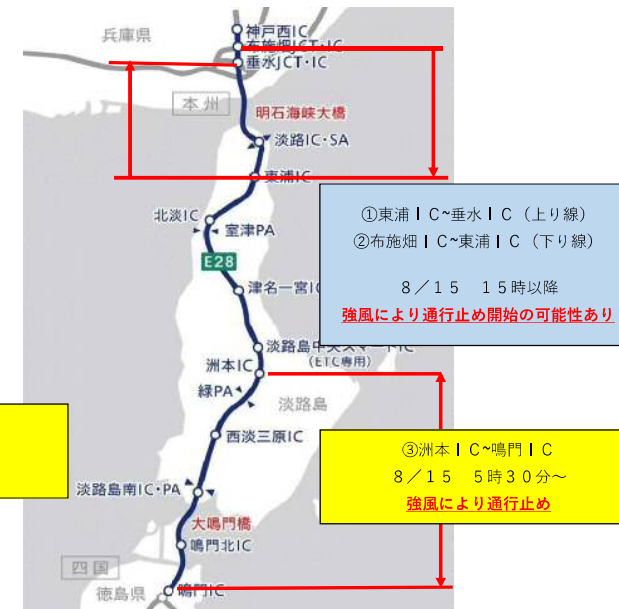 兵庫県
神戸西IC
布施畑JCT・IC
垂水JCT・IC
本州
明石海峡大橋
淡路IC・SA
東浦IC
北淡IC
室津PA
E28
①東浦IC~垂水IC（上り線）
②布施畑IC~東浦IC（下り線）
8／15　15時以降
強風により通行止め開始の可能性あり
津名一宮IC
淡路島中央スマートIC
(ETC専用)
洲本IC
緑PA
淡路島
西淡三原IC
③洲本IC~鳴門IC
8／15　5時30分～
強風により通行止め
淡路島南IC・PA
大鳴門橋
鳴門北IC
四国
徳島県
鳴門IC